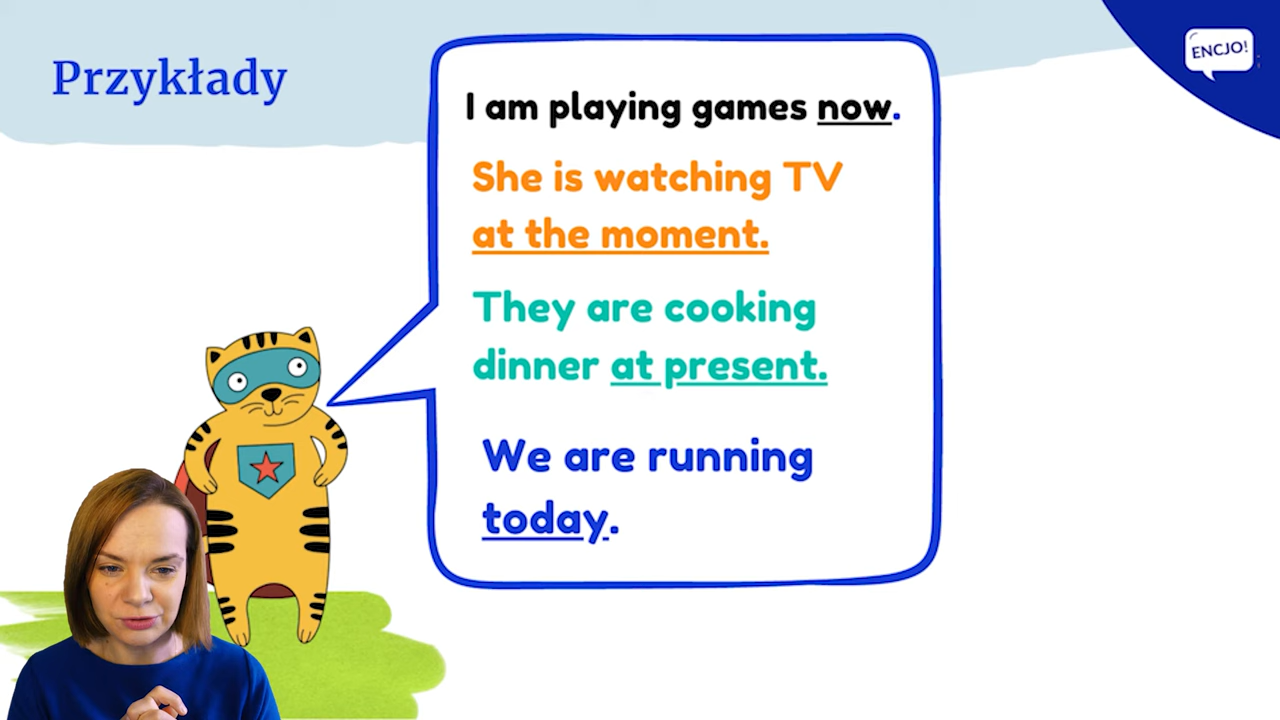 Przykłady
ENCJO!
I am playing games now.
She is watching TV
at the moment.
They are cooking
dinner at present.
We are running
today.